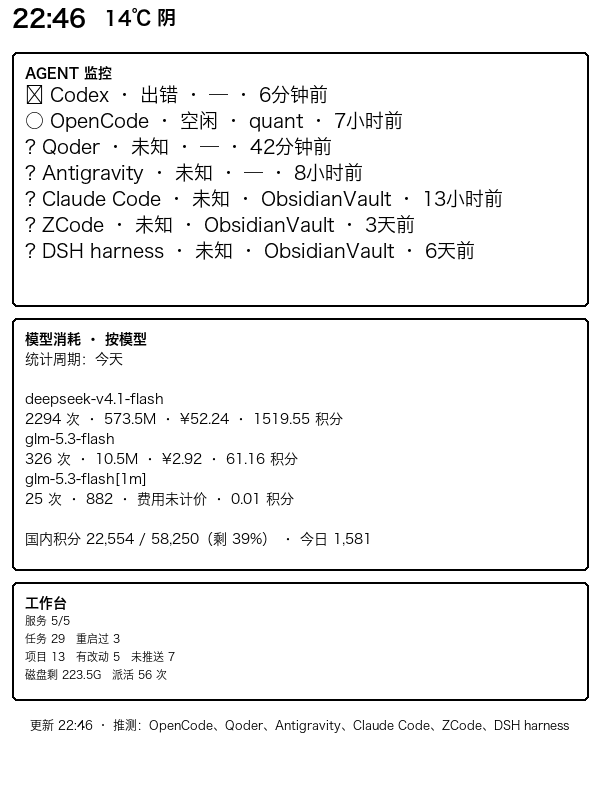 22:46 14℃ 阴
AGENT 监控
☒ Codex · 出错 · — · 6分钟前
○ OpenCode · 空闲 · quant · 7小时前
? Qoder · 未知 · — · 42分钟前
? Antigravity · 未知 · — · 8小时前
? Claude Code · 未知 · ObsidianVault · 13小时前
? ZCode · 未知 · ObsidianVault · 3天前
? DSH harness · 未知 · ObsidianVault · 6天前
模型消耗 · 按模型
统计周期：今天
deepseek-v4.1-flash
2294 次 · 573.5M · ¥52.24 · 1519.55 积分
glm-5.3-flash
326 次 · 10.5M · ¥2.92 · 61.16 积分
glm-5.3-flash[1m]
25 次 · 882 · 费用未计价 · 0.01 积分
国内积分 22,554 / 58,250（剩 39%） · 今日 1,581
工作台
服务 5/5
任务 29 重启过 3
项目 13 有改动 5 未推送 7
磁盘剩 223.5G 派活 56 次
更新 22:46 · 推测：OpenCode、Qoder、Antigravity、Claude Code、ZCode、DSH harness